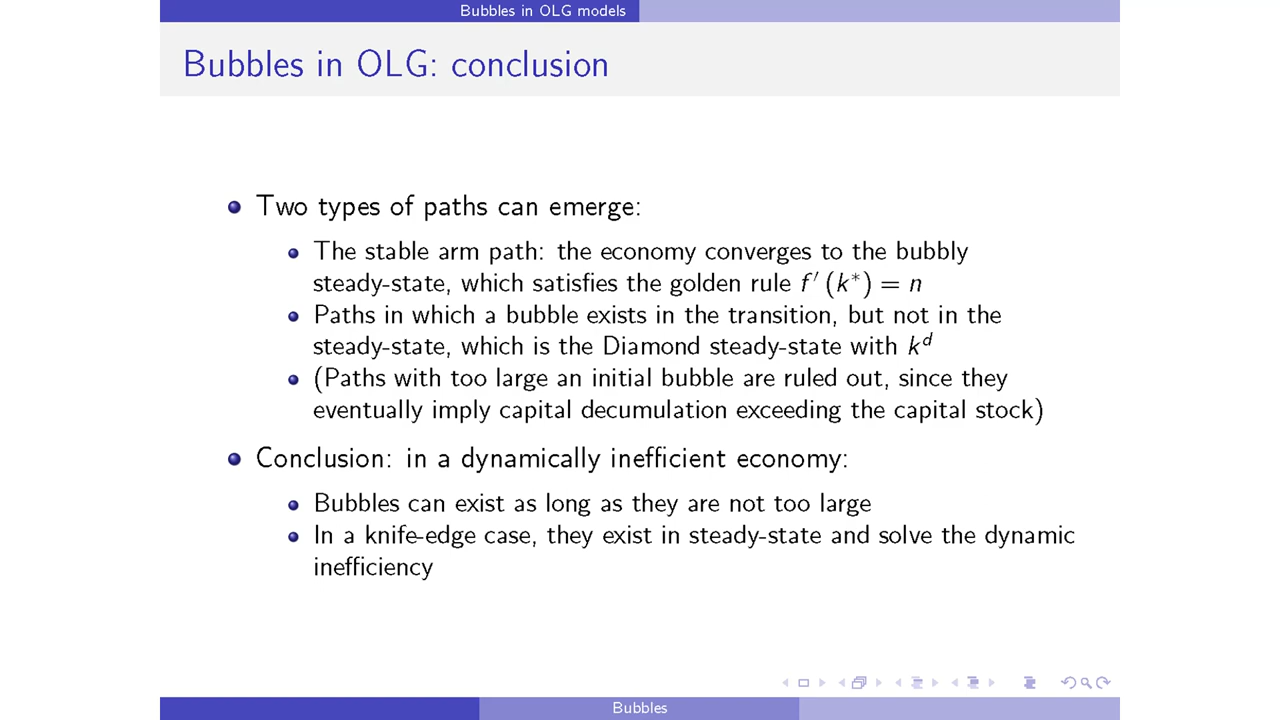 Bubbles in OLG models
Bubbles in OLG: conclusion
Two types of paths can emerge:
The stable arm path: the economy converges to the bubbly
steady-state, which satisfies the golden rule f′(k*) = n
Paths in which a bubble exists in the transition, but not in the
steady-state, which is the Diamond steady-state with kᵈ
(Paths with too large an initial bubble are ruled out, since they
eventually imply capital decumulation exceeding the capital stock)
Conclusion: in a dynamically inefficient economy:
Bubbles can exist as long as they are not too large
In a knife-edge case, they exist in steady-state and solve the dynamic
inefficiency
Bubbles